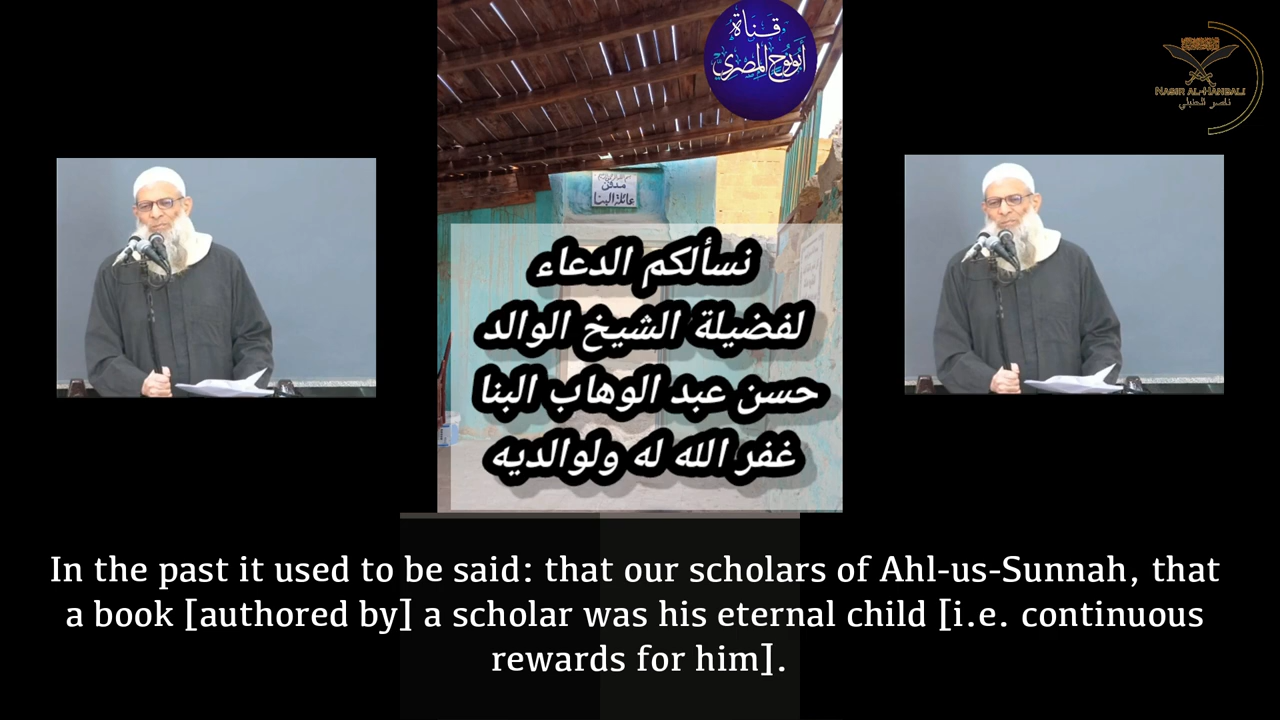 قناة
أبو نوح المصري
NASIR AL-HANBALI
ناصر الحنبلي
مدفن
عائلة البنا
نسألكم الدعاء
لفضيلة الشيخ الوالد
حسن عبد الوهاب البنا
غفر الله له ولوالديه
In the past it used to be said: that our scholars of Ahl-us-Sunnah, that
a book [authored by] a scholar was his eternal child [i.e. continuous
rewards for him].